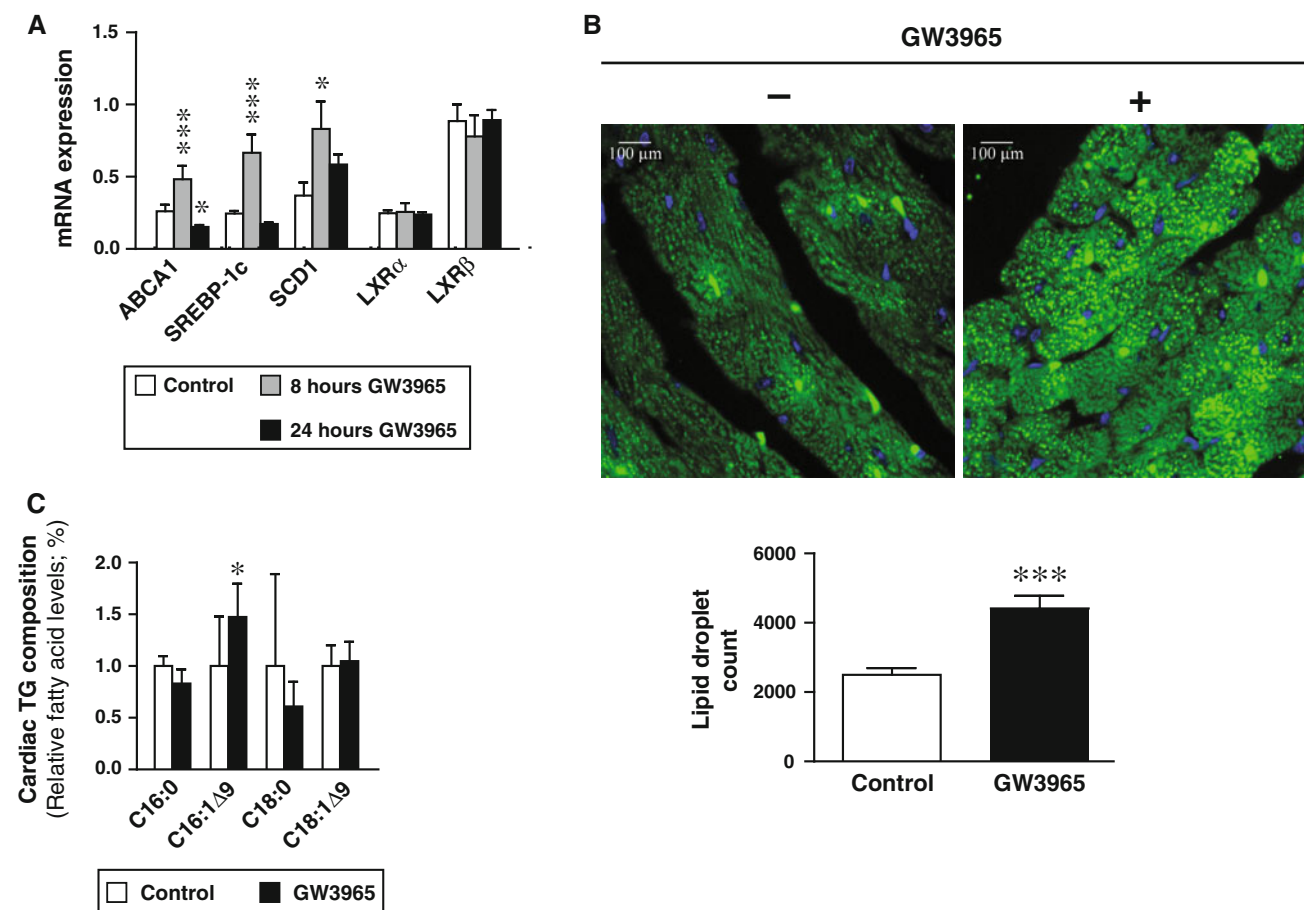 A
mRNA expression
1.5
1.0
0.5
0.0
***
*
***
*
ABCA1
SREBP-1c
SCD1
LXRα
LXRβ
Control
8 hours GW3965
24 hours GW3965
B
GW3965
−
+
100 μm
100 μm
Lipid droplet
count
6000
4000
2000
0
***
Control
GW3965
C
Cardiac TG composition
(Relative fatty acid levels; %)
2.0
1.5
1.0
0.5
0.0
*
C16:0
C16:1Δ9
C18:0
C18:1Δ9
Control
GW3965